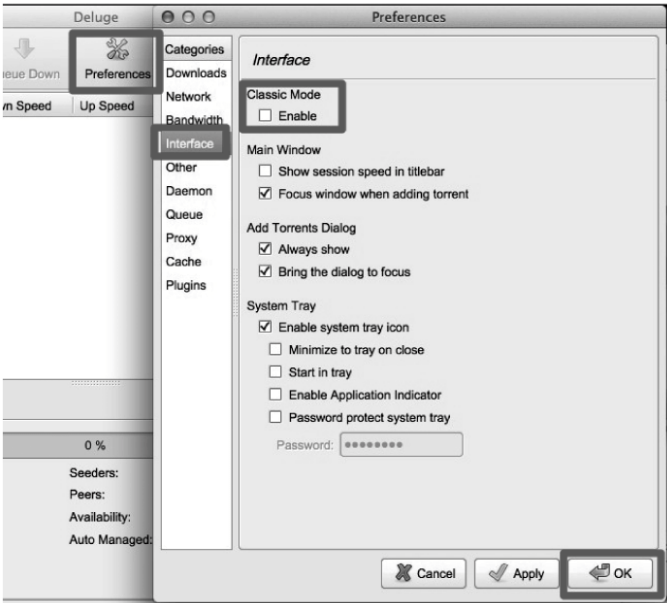 Deluge
Preferences
ueue Down
Preferences
wn Speed
Up Speed
0 %
Seeders:
Peers:
Availability:
Auto Managed:
Categories
Downloads
Network
Bandwidth
Interface
Other
Daemon
Queue
Proxy
Cache
Plugins
Interface
Classic Mode
Enable
Main Window
Show session speed in titlebar
Focus window when adding torrent
Add Torrents Dialog
Always show
Bring the dialog to focus
System Tray
Enable system tray icon
Minimize to tray on close
Start in tray
Enable Application Indicator
Password protect system tray
Password: ●●●●●●●●
Cancel
Apply
OK